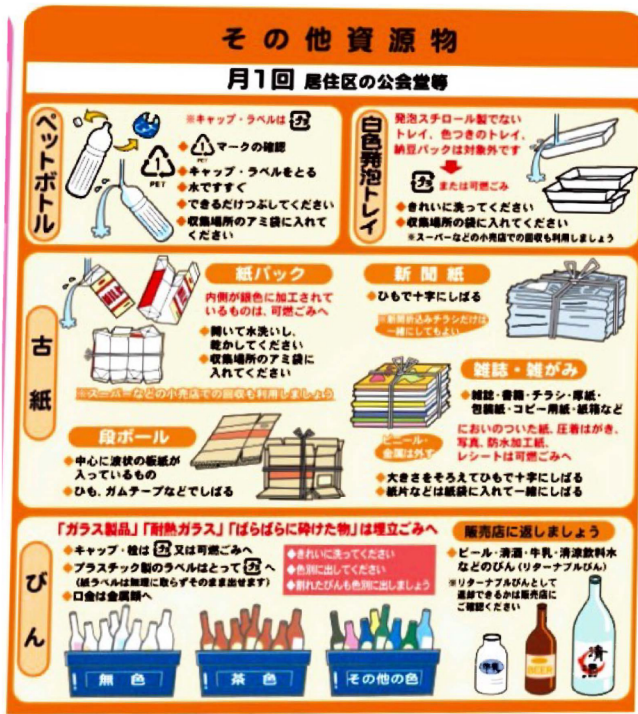 その他資源物
月1回 居住区の公会堂等
ペットボトル
※キャップ・ラベルはプラ
◆1マークの確認
PET
◆キャップ・ラベルをとる
◆水ですすぐ
◆できるだけつぶしてください
◆収集場所のアミ袋に入れて
ください
1
PET
白色発泡トレイ
発泡スチロール製でない
トレイ、色つきのトレイ、
納豆パックは対象外です
プラ または可燃ごみ
◆きれいに洗ってください
◆収集場所の袋に入れてください
※スーパーなどの小売店での回収も利用しましょう
古紙
紙パック
MILK
内側が銀色に加工されて
いるものは、可燃ごみへ
◆開いて水洗いし、
乾かしてください
◆収集場所のアミ袋に
入れてください
※スーパーなどの小売店での回収も利用しましょう
新聞紙
◆ひもで十字にしばる
※新聞折込みチラシだけは
一緒にしてもよい
雑誌・雑がみ
◆雑誌・書籍・チラシ・厚紙・
包装紙・コピー用紙・紙箱など
においのついた紙、圧着はがき、
写真、防水加工紙、
レシートは可燃ごみへ
ビニール・
金属は外す
◆大きさをそろえてひもで十字にしばる
◆紙片などは紙袋に入れて一緒にしばる
段ボール
◆中心に波状の板紙が
入っているもの
◆ひも、ガムテープなどでしばる
びん
「ガラス製品」「耐熱ガラス」「ばらばらに砕けた物」は埋立ごみへ
◆キャップ・栓はプラ又は可燃ごみへ
◆プラスチック製のラベルはとってプラへ
(紙ラベルは無理に取らずそのまま出せます)
◆口金は金属類へ
◆きれいに洗ってください
◆色別に出してください
◆割れたびんも色別に出しましょう
無色
茶色
その他の色
販売店に返しましょう
◆ビール・清酒・牛乳・清涼飲料水
などのびん(リターナブルびん)
※リターナブルびんとして
返却できるかは販売店に
ご確認ください
牛乳
BEER
清酒